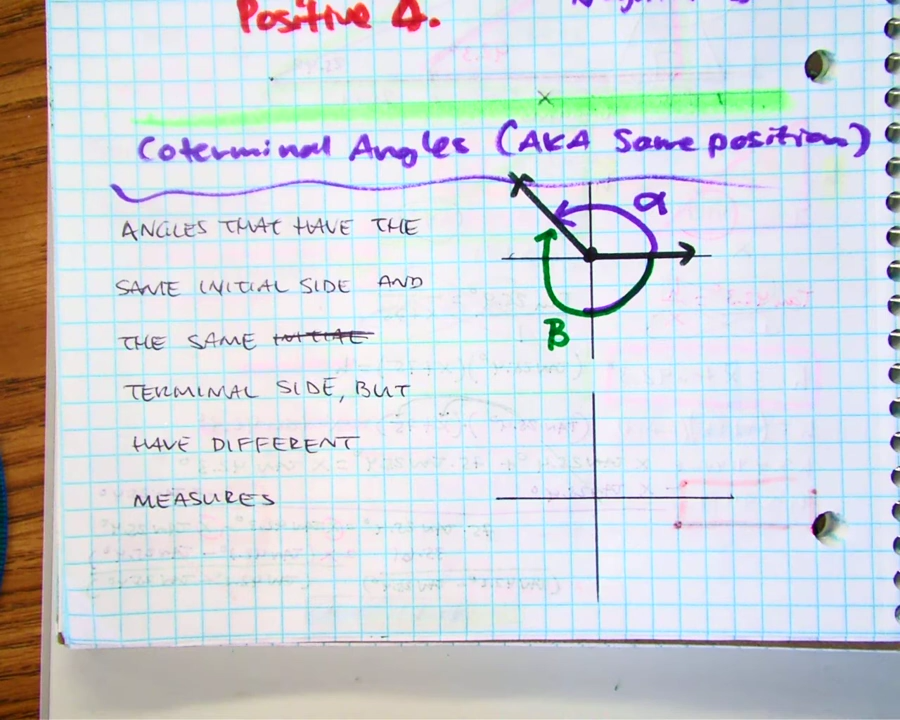 Positive ∆.
Coterminal Angles (AKA Same position)
α
ANGLES THAT HAVE THE
SAME INITIAL SIDE AND
THE SAME INITIAL
β
TERMINAL SIDE, BUT
HAVE DIFFERENT
MEASURES